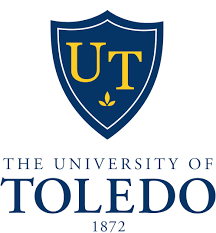 UT
THE UNIVERSITY OF
TOLEDO
1872